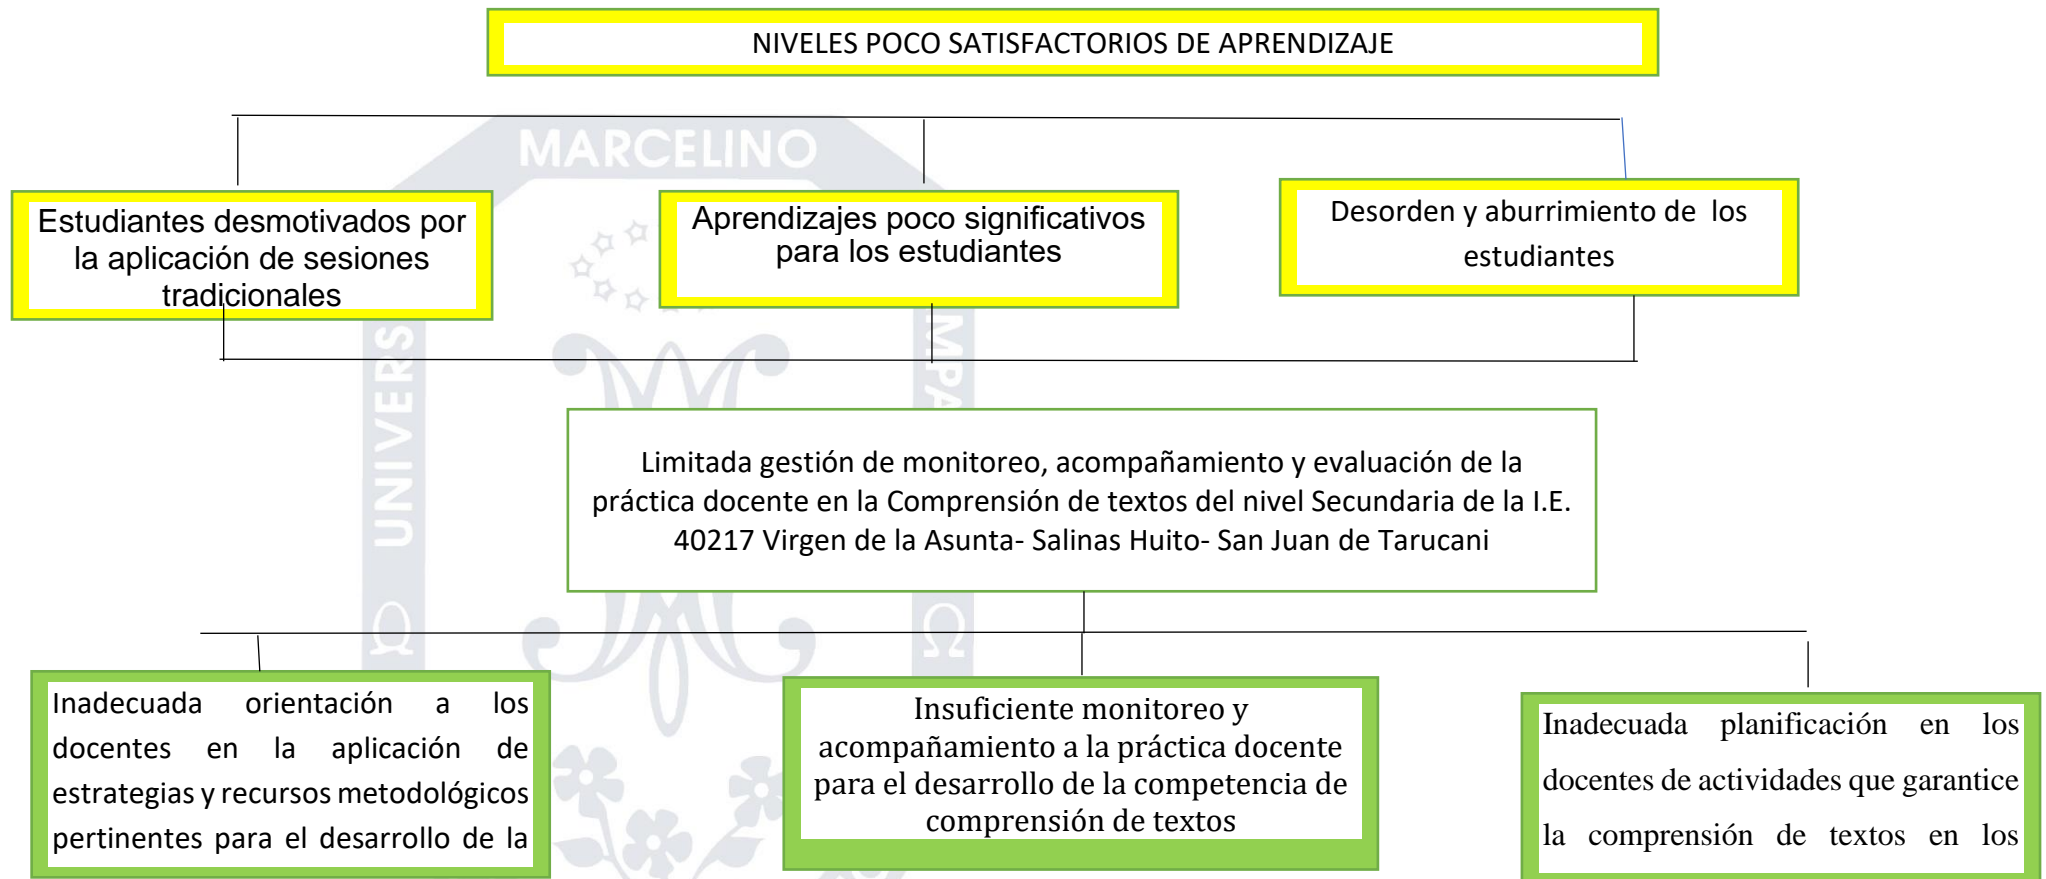 NIVELES POCO SATISFACTORIOS DE APRENDIZAJE
MARCELINO
Estudiantes desmotivados por
la aplicación de sesiones
tradicionales
Aprendizajes poco significativos
para los estudiantes
Desorden y aburrimiento de los
estudiantes
UNIVERS
MPA
Limitada gestión de monitoreo, acompañamiento y evaluación de la
práctica docente en la Comprensión de textos del nivel Secundaria de la I.E.
40217 Virgen de la Asunta- Salinas Huito- San Juan de Tarucani
Ω
Ω
Inadecuada orientación a los
docentes en la aplicación de
estrategias y recursos metodológicos
pertinentes para el desarrollo de la
Insuficiente monitoreo y
acompañamiento a la práctica docente
para el desarrollo de la competencia de
comprensión de textos
Inadecuada planificación en los
docentes de actividades que garantice
la comprensión de textos en los